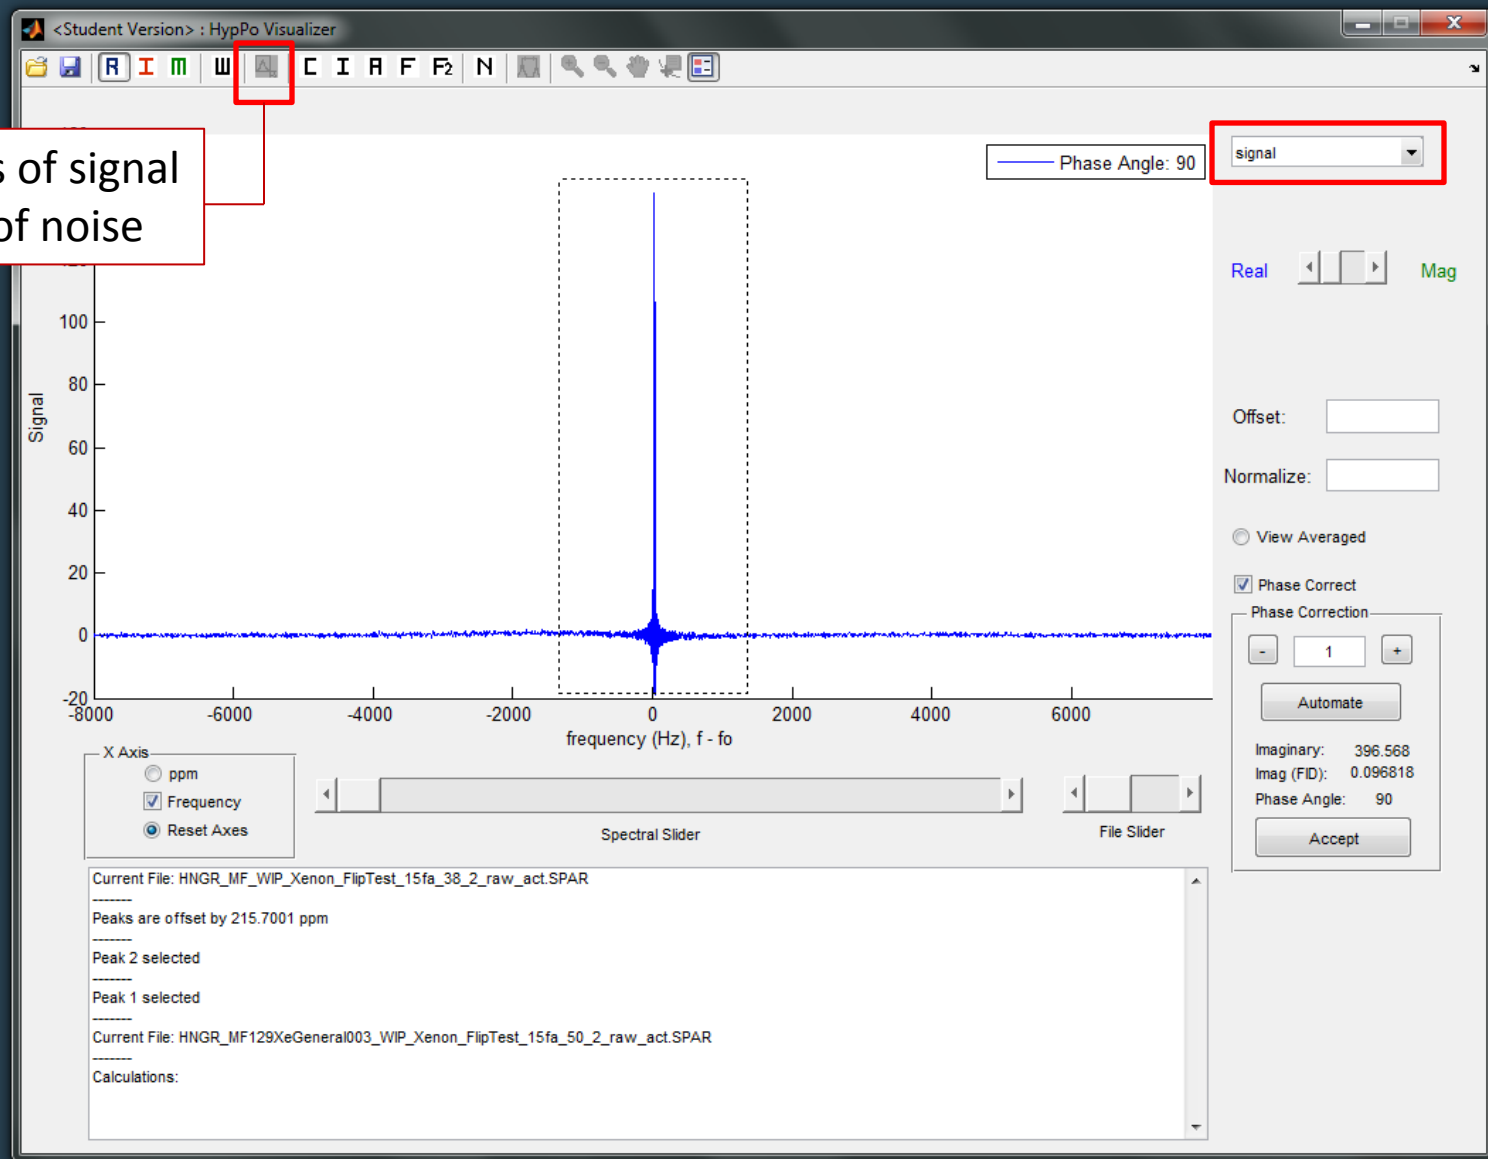 <Student Version> : HypPo Visualizer
R I m W C I A F F2 N
s of signal
of noise
signal
Phase Angle: 90
Real Mag
100
80
60
40
20
0
-20
Signal
-8000 -6000 -4000 -2000 0 2000 4000 6000
frequency (Hz), f - fo
Offset:
Normalize:
View Averaged
Phase Correct
Phase Correction
- 1 +
Automate
Imaginary: 396.568
Imag (FID): 0.096818
Phase Angle: 90
Accept
X Axis
ppm
Frequency
Reset Axes
Spectral Slider
File Slider
Current File: HNGR_MF_WIP_Xenon_FlipTest_15fa_38_2_raw_act.SPAR
-------
Peaks are offset by 215.7001 ppm
-------
Peak 2 selected
-------
Peak 1 selected
-------
Current File: HNGR_MF129XeGeneral003_WIP_Xenon_FlipTest_15fa_50_2_raw_act.SPAR
-------
Calculations: